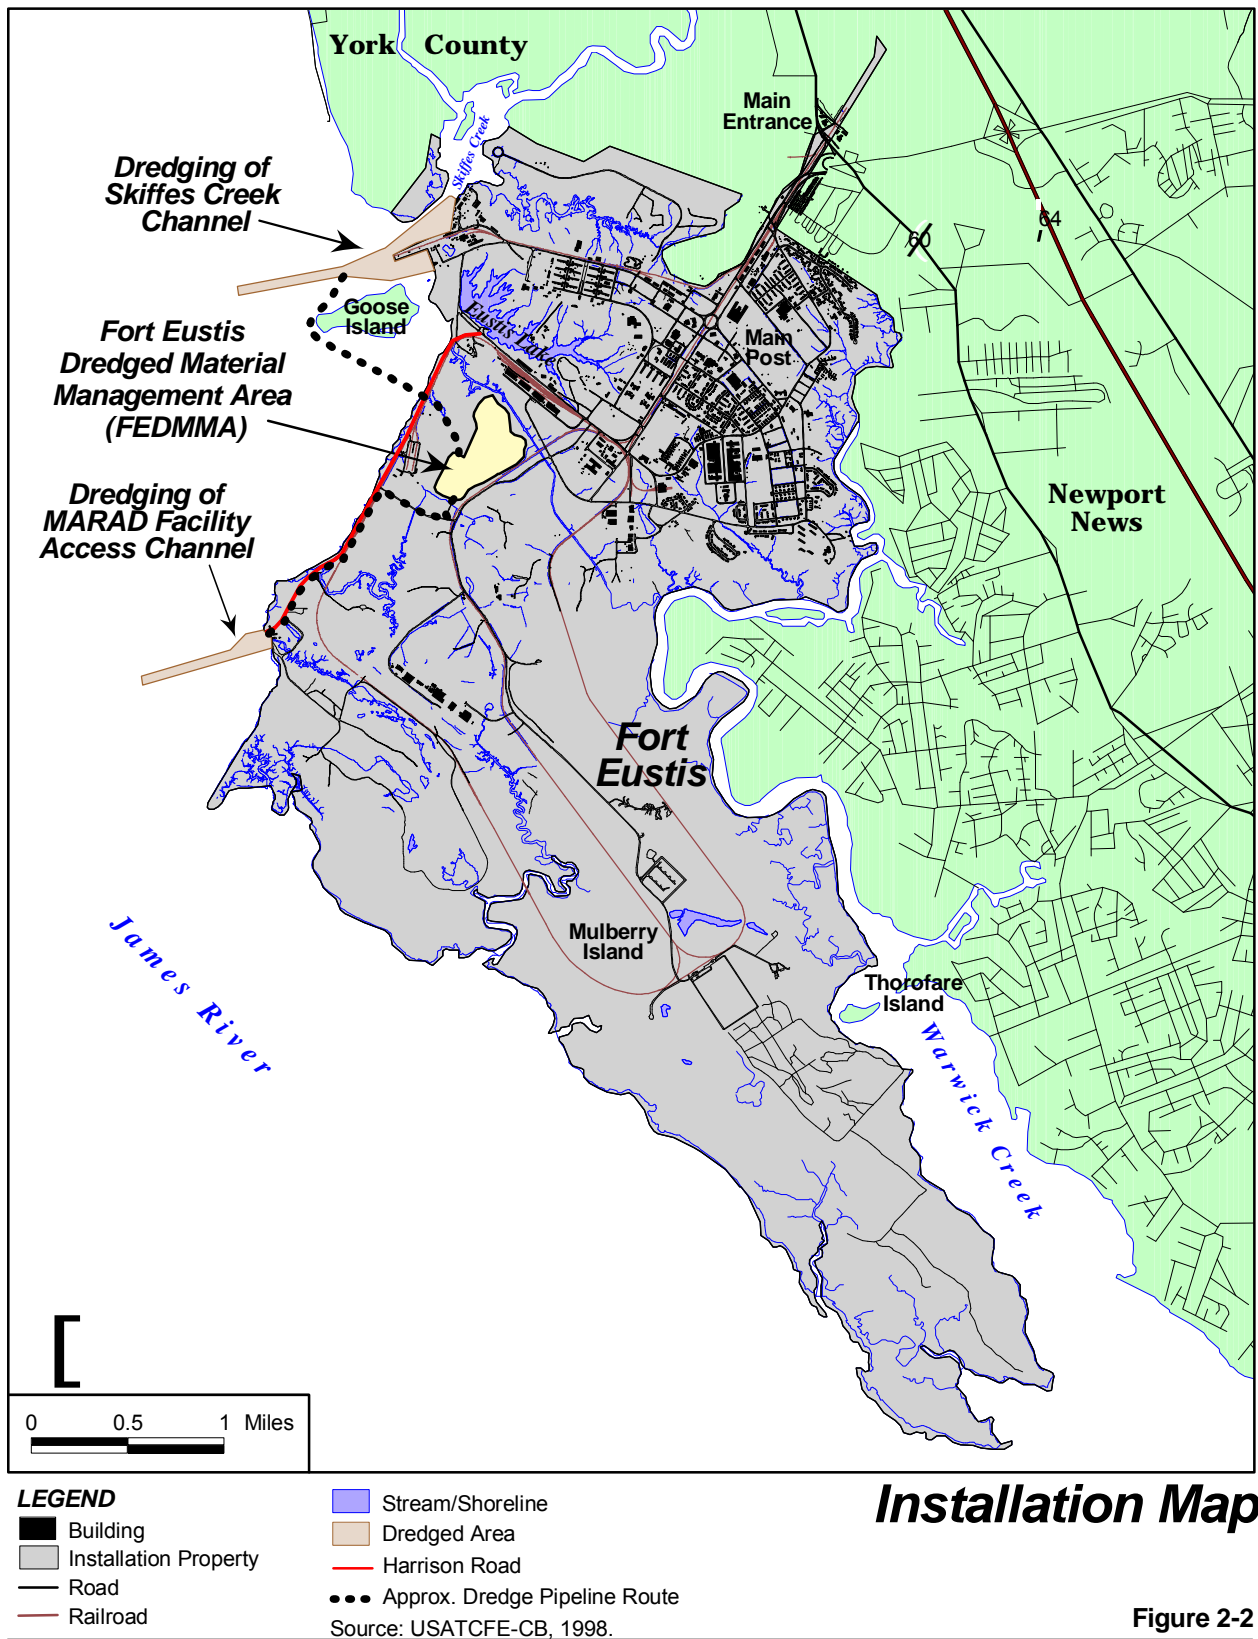 York County
Main
Entrance
Skiffes Creek
Dredging of
Skiffes Creek
Channel
64
60
Goose
Island
Eustis Lake
Fort Eustis
Dredged Material
Management Area
(FEDMMA)
Main
Post
Dredging of
MARAD Facility
Access Channel
Newport
News
Fort
Eustis
James River
Mulberry
Island
Thorofare
Island
Warwick Creek
[
0 0.5 1 Miles
LEGEND
Building
Installation Property
Road
Railroad
Stream/Shoreline
Dredged Area
Harrison Road
Approx. Dredge Pipeline Route
Source: USATCFE-CB, 1998.
Installation Map
Figure 2-2